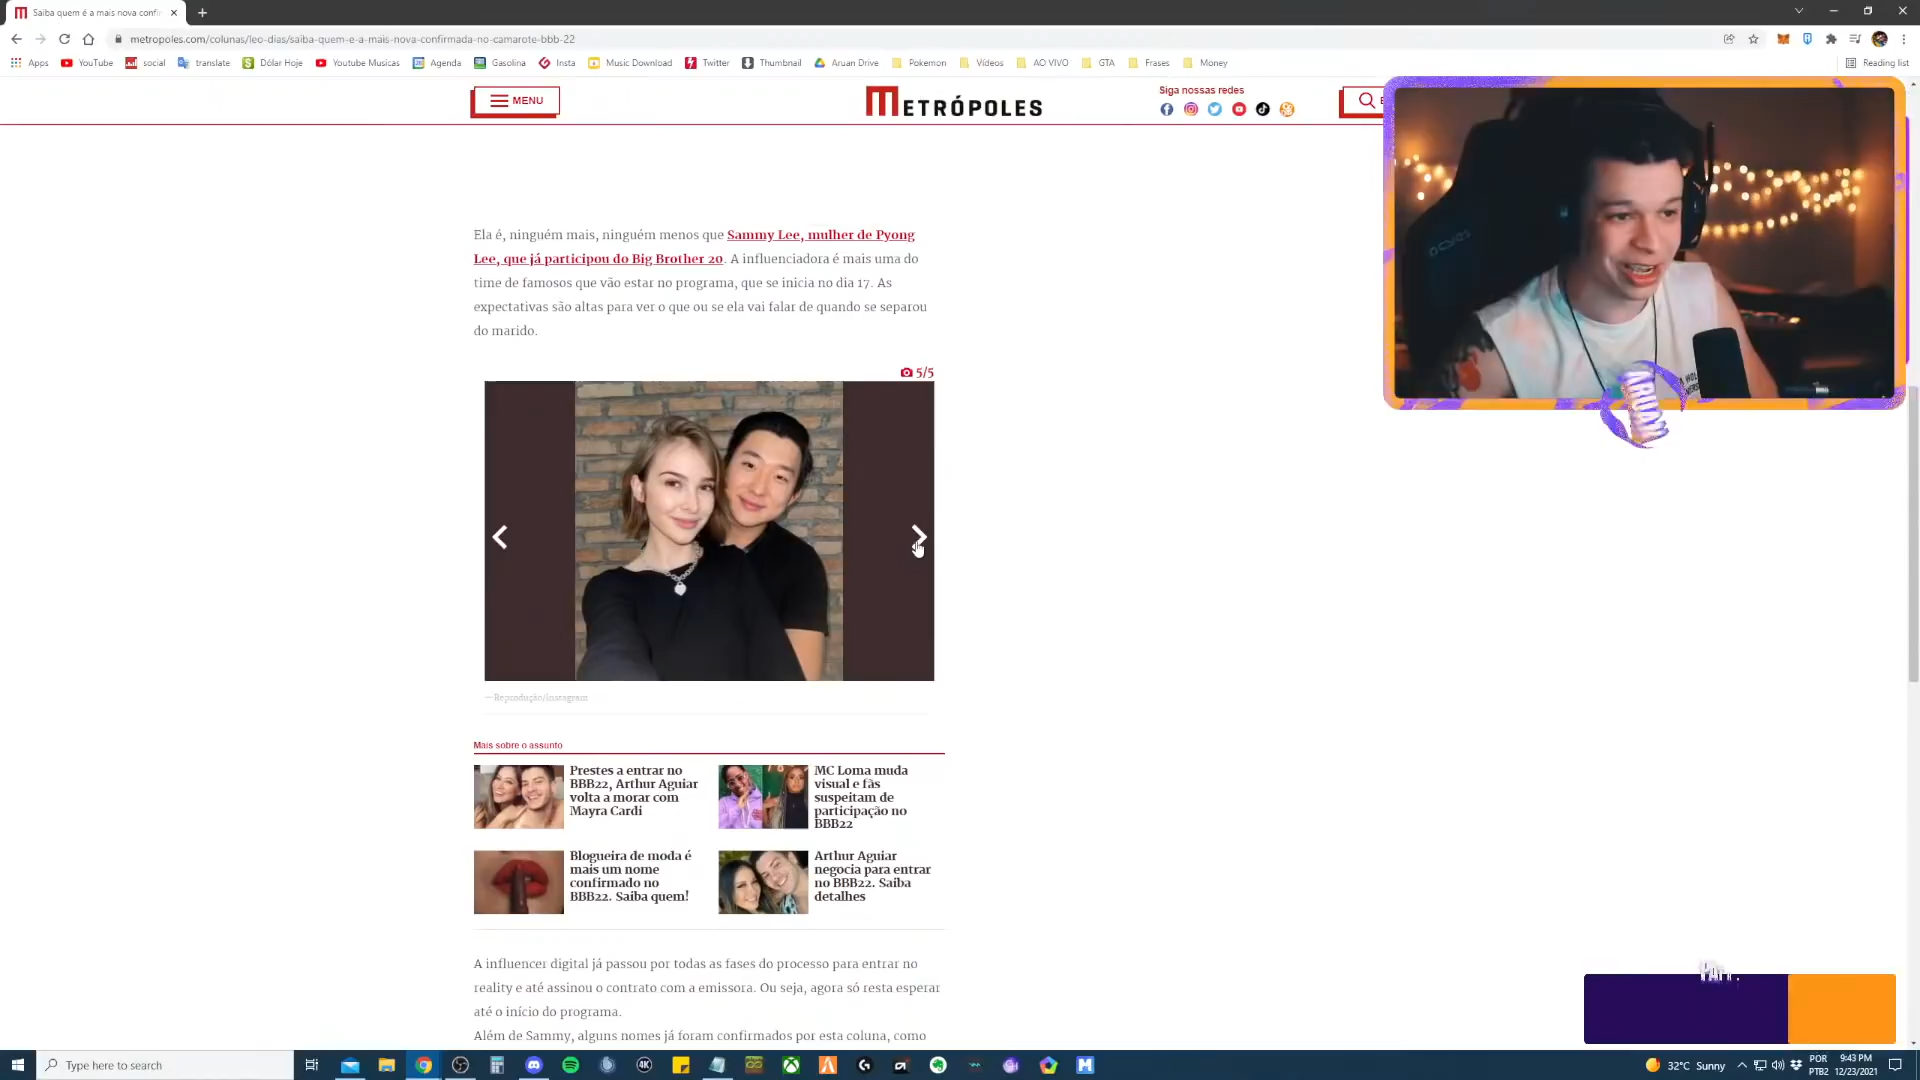 Saiba quem é a mais nova confir
metropoles.com/colunas/leo-dias/saiba-quem-e-a-mais-nova-confirmada-no-camarote-bbb-22
Apps YouTube social translate Dólar Hoje Youtube Musicas Agenda Gasolina Insta Music Download Twitter Thumbnail Aruan Drive Pokemon Vídeos AO VIVO GTA Frases Money Reading list
MENU
METRÓPOLES
Siga nossas redes
Ela é, ninguém mais, ninguém menos que Sammy Lee, mulher de Pyong
Lee, que já participou do Big Brother 20. A influenciadora é mais uma do
time de famosos que vão estar no programa, que se inicia no dia 17. As
expectativas são altas para ver o que ou se ela vai falar de quando se separou
do marido.
5/5
Reprodução/Instagram
Mais sobre o assunto
Prestes a entrar no
BBB22, Arthur Aguiar
volta a morar com
Mayra Cardi
MC Loma muda
visual e fãs
suspeitam de
participação no
BBB22
Blogueira de moda é
mais um nome
confirmado no
BBB22. Saiba quem!
Arthur Aguiar
negocia para entrar
no BBB22. Saiba
detalhes
A influencer digital já passou por todas as fases do processo para entrar no
reality e até assinou o contrato com a emissora. Ou seja, agora só resta esperar
até o início do programa.
Além de Sammy, alguns nomes já foram confirmados por esta coluna, como
Type here to search
32°C Sunny
POR
PTB2
9:43 PM
12/23/2021